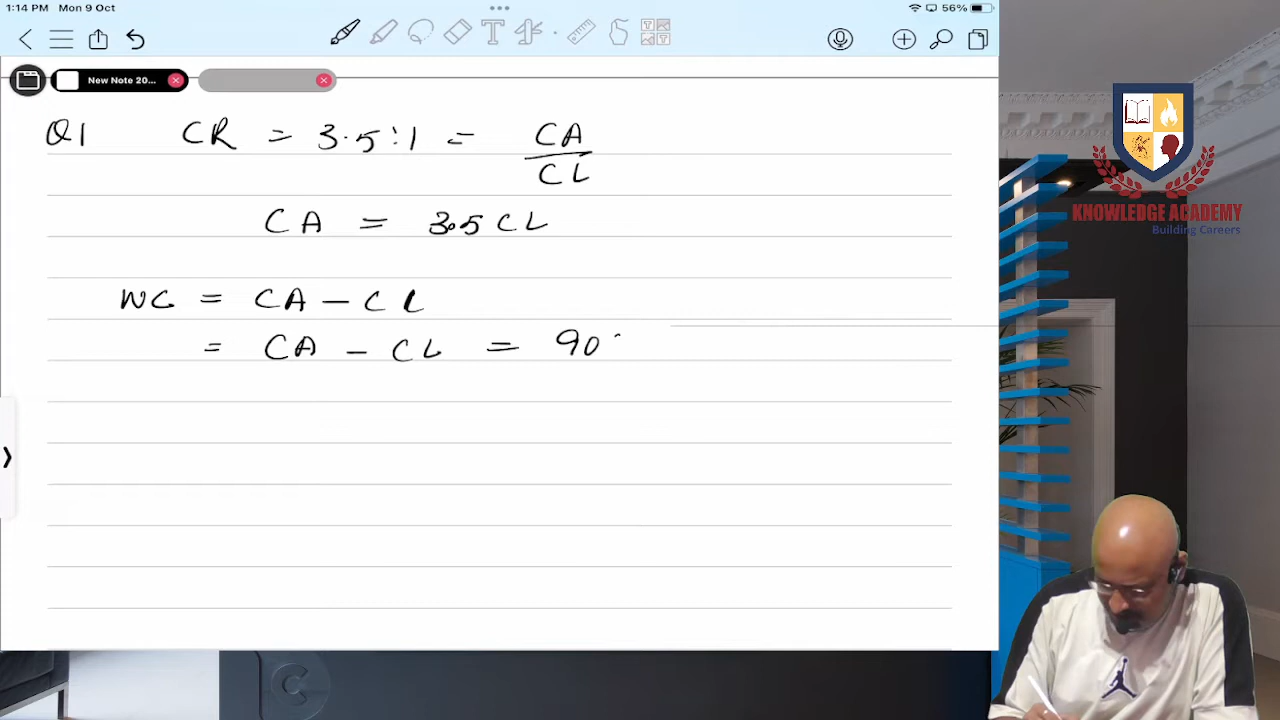 1:14 PM Mon 9 Oct
56%
New Note 20...
Q1 CR = 3.5:1 = CA
CL
CA = 3.5 CL
WC = CA - CL
= CA - CL = 90
KNOWLEDGE ACADEMY
Building Careers